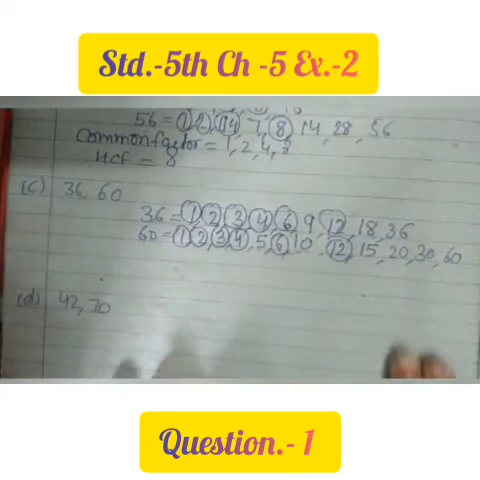 Std.-5th Ch -5 Ex.-2
56 = 1, 2, 4, 7, 8, 14, 28, 56
Common factor = 1, 2, 4, 8
HCF = 8
(c) 36, 60
36 = 1, 2, 3, 4, 6, 9, 12, 18, 36
60 = 1, 2, 3, 4, 5, 6, 10, 12, 15, 20, 30, 60
(d) 42, 70
Question.- 1